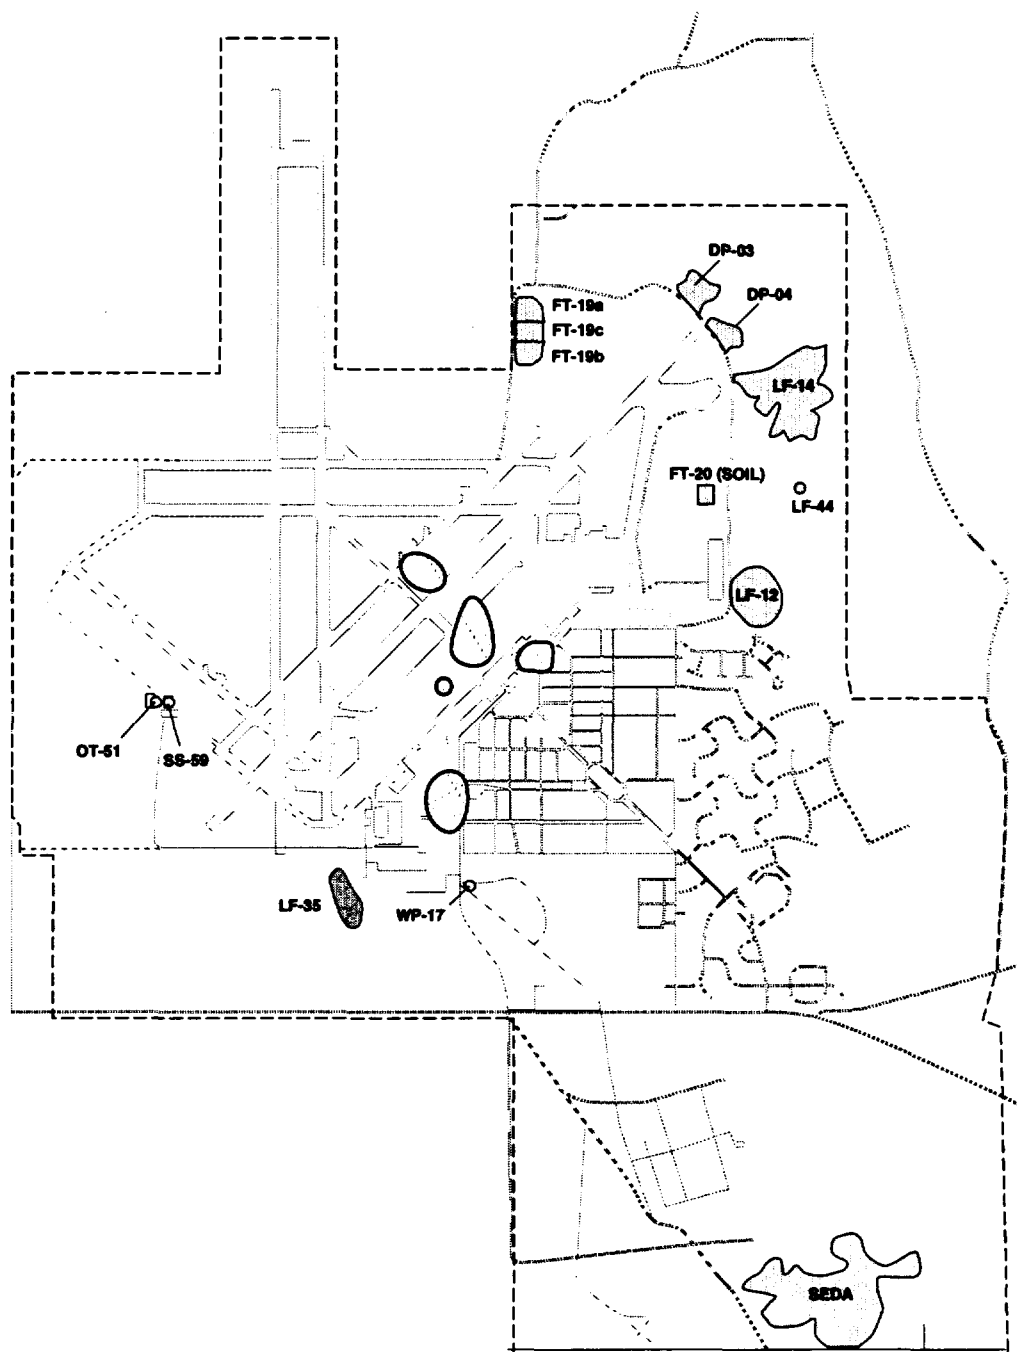 DP-03
DP-04
FT-19a
FT-19c
FT-19b
LF-14
FT-20 (SOIL)
LF-44
LF-12
OT-51
SS-59
LF-35
WP-17
SEDA